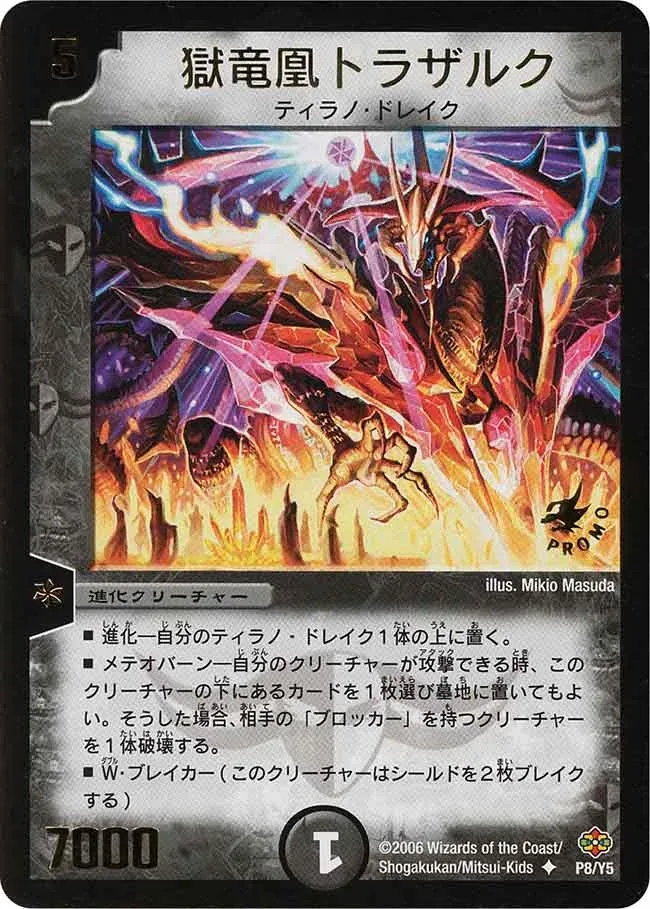 5
獄竜凰トラザルク
ティラノ・ドレイク
PROMO
illus. Mikio Masuda
進化クリーチャー
■ 進化―自分のティラノ・ドレイク1体の上に置く。
■ メテオバーン―自分のクリーチャーが攻撃できる時、この
クリーチャーの下にあるカードを1枚選び墓地に置いてもよ
い。そうした場合、相手の「ブロッカー」を持つクリーチャー
を1体破壊する。
■ W・ブレイカー(このクリーチャーはシールドを2枚ブレイク
する)
7000
1
©2006 Wizards of the Coast/
Shogakukan/Mitsui-Kids
P8/Y5